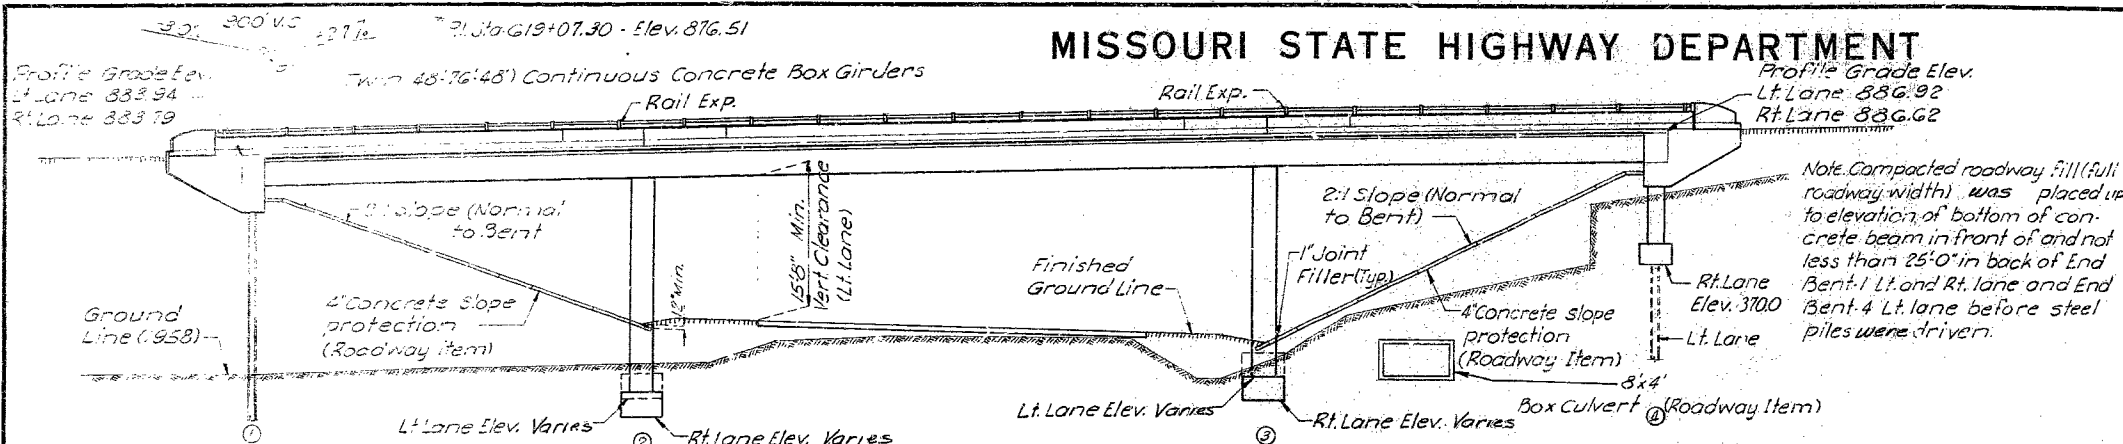 200' V.C.
P.I. Sta. 619+07.30 - Elev. 876.51
MISSOURI STATE HIGHWAY DEPARTMENT
Profile Grade Elev.
Lt. Lane 883.94
Rt. Lane 883.79
Twin (48'-76'-48') Continuous Concrete Box Girders
Rail Exp.
Rail Exp.
Profile Grade Elev.
Lt. Lane 886.92
Rt. Lane 886.62
Slope (Normal
to Bent
15'8" Min.
Vert. Clearance
(Lt. Lane)
12" Min.
2:1 Slope (Normal
to Bent)
1" Joint
Filler (Typ.)
Finished
Ground Line
Note: Compacted roadway fill (full
roadway width) was placed up
to elevation of bottom of con-
crete beam in front of and not
less than 25'-0" in back of End
Bent-1 Lt. and Rt. lane and End
Bent-4 Lt. lane before steel
piles were driven.
Ground
Line (1958)
4" Concrete slope
protection
(Roadway item)
4" Concrete slope
protection
(Roadway Item)
Rt. Lane
Elev. 370.0
Lt. Lane
8'x4'
Box Culvert (Roadway Item)
Lt. Lane Elev. Varies
Rt. Lane Elev. Varies
Lt. Lane Elev. Varies
Rt. Lane Elev. Varies
1
2
3
4